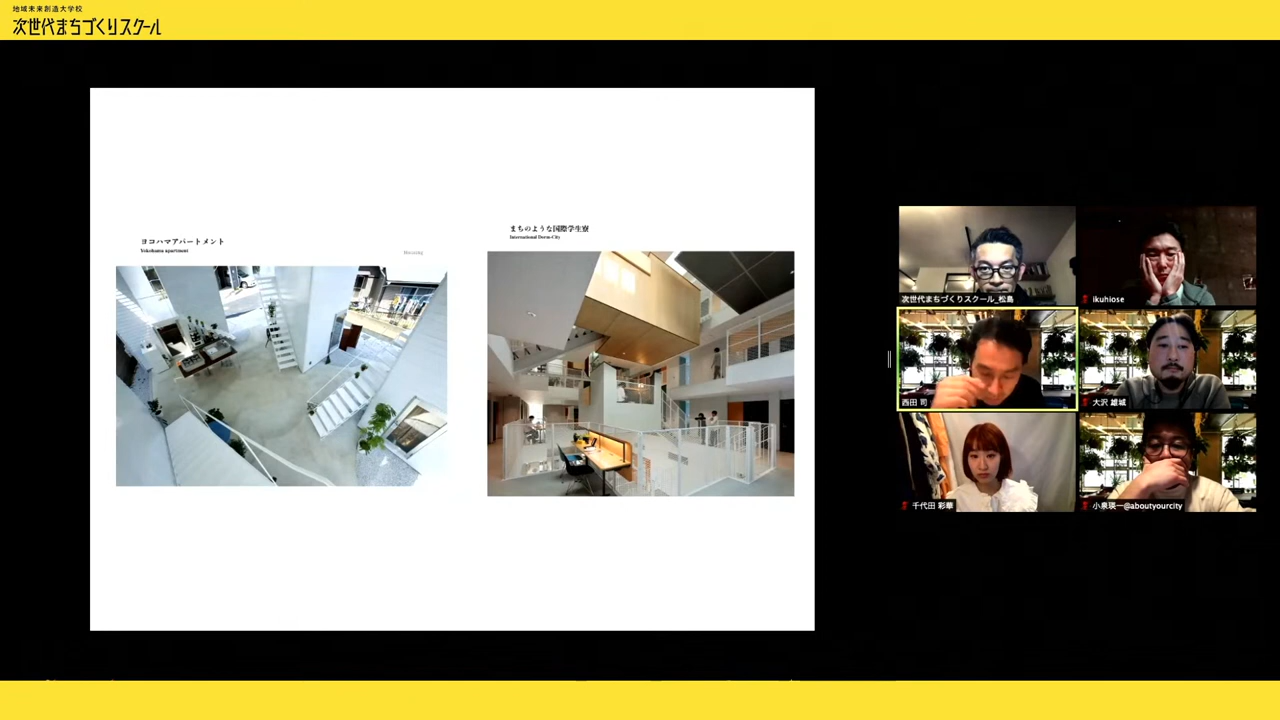 地域未来創造大学校
次世代まちづくりスクール
ヨコハマアパートメント
Yokohama apartment
Housing
まちのような国際学生寮
International Dorm-City
次世代まちづくりスクール_松島
ikuhiose
西田 司
大沢 雄城
千代田 彩華
小泉瑛一@aboutyourcity